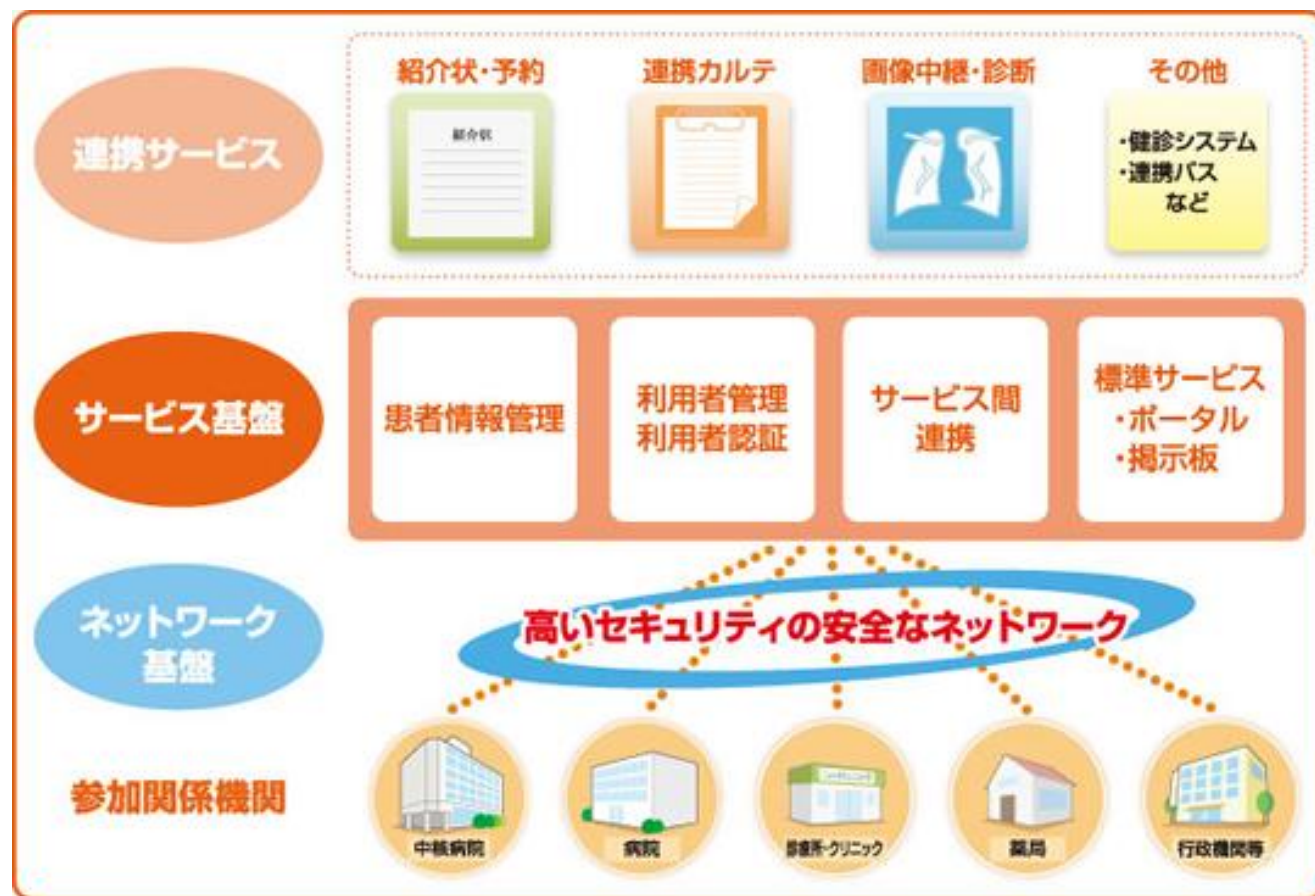 連携サービス
紹介状・予約
紹介状
連携カルテ
画像中継・診断
その他
・健診システム
・連携パス
など
サービス基盤
患者情報管理
利用者管理
利用者認証
サービス間
連携
標準サービス
・ポータル
・掲示板
ネットワーク
基盤
高いセキュリティの安全なネットワーク
参加関係機関
中核病院
病院
診療所・クリニック
薬局
行政機関等